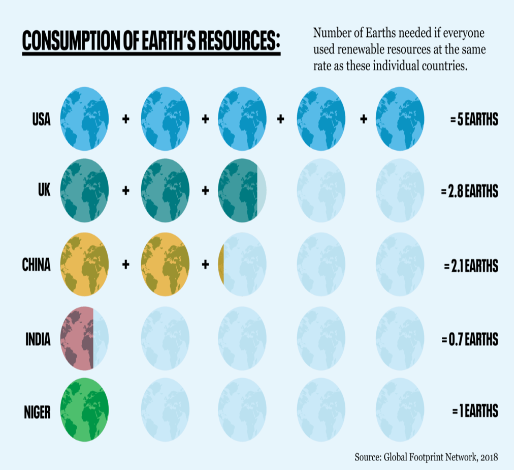 CONSUMPTION OF EARTH'S RESOURCES:
Number of Earths needed if everyone
used renewable resources at the same
rate as these individual countries.
USA + + + + = 5 EARTHS
UK + + = 2.8 EARTHS
CHINA + + = 2.1 EARTHS
INDIA = 0.7 EARTHS
NIGER = 1 EARTHS
Source: Global Footprint Network, 2018